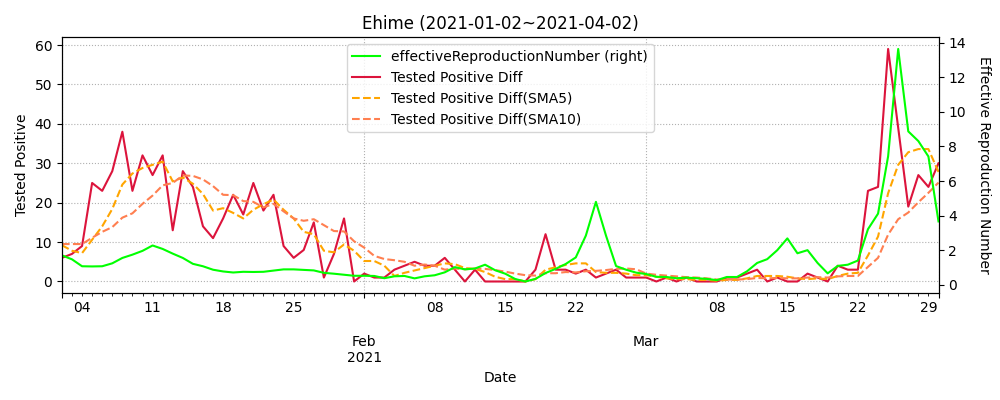 Ehime (2021-01-02~2021-04-02)
effectiveReproductionNumber (right)
Tested Positive Diff
Tested Positive Diff(SMA5)
Tested Positive Diff(SMA10)
Tested Positive
60
50
40
30
20
10
0
14
12
10
8
6
4
2
0
Effective Reproduction Number
04 11 18 25 08 15 22 08 15 22 29
Feb Mar
2021
Date